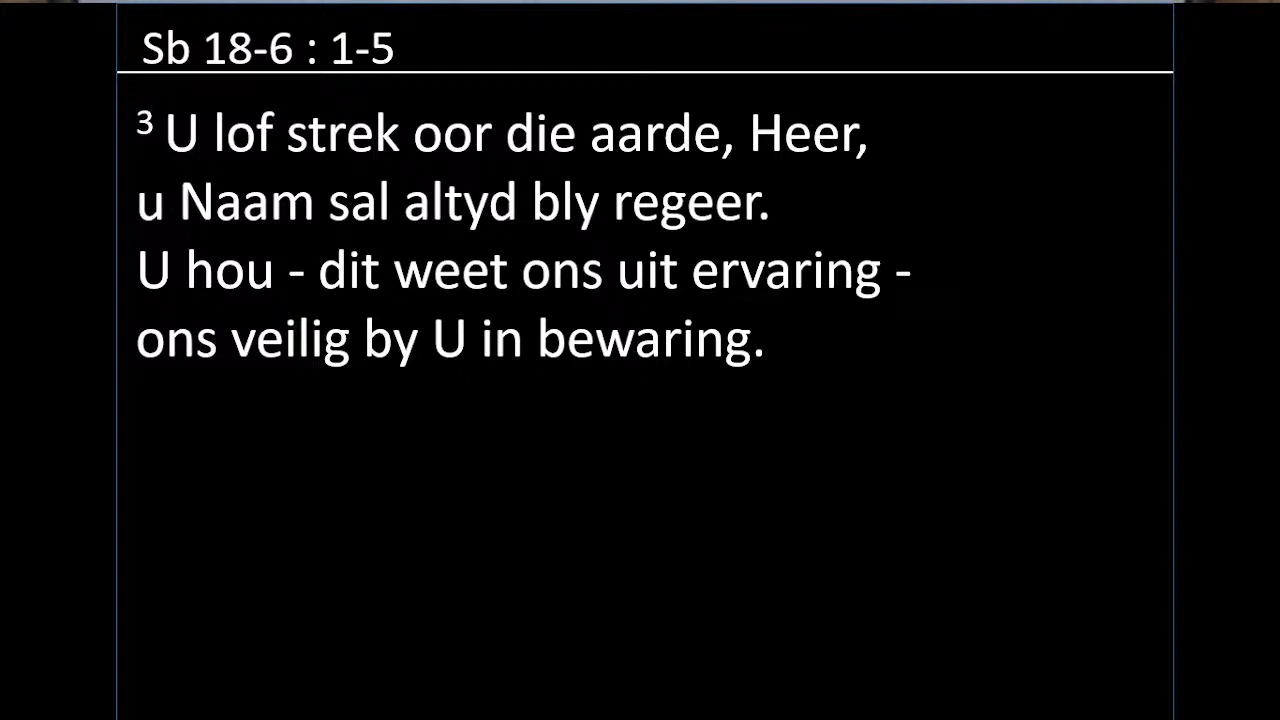 Sb 18-6 : 1-5
³ U lof strek oor die aarde, Heer,
u Naam sal altyd bly regeer.
U hou - dit weet ons uit ervaring -
ons veilig by U in bewaring.